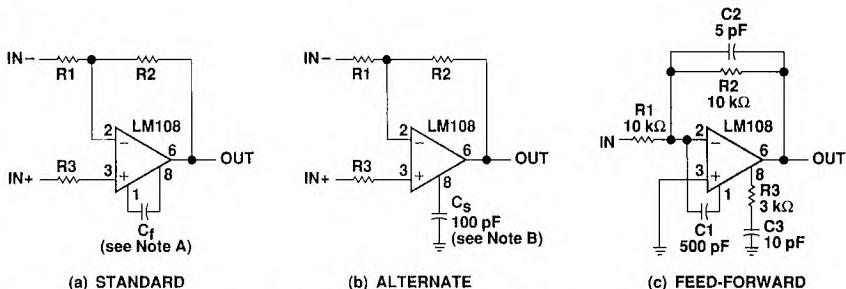 IN−
R1
R2
LM108
2
−
6
OUT
IN+
R3
3
+
8
1
Cf
(see Note A)
(a) STANDARD
IN−
R1
R2
LM108
2
−
6
OUT
IN+
R3
3
+
8
Cs
100 pF
(see Note B)
(b) ALTERNATE
C2
5 pF
R2
10 kΩ
R1
10 kΩ
IN
LM108
2
−
6
OUT
3
+
8
1
R3
3 kΩ
C1
500 pF
C3
10 pF
(c) FEED-FORWARD